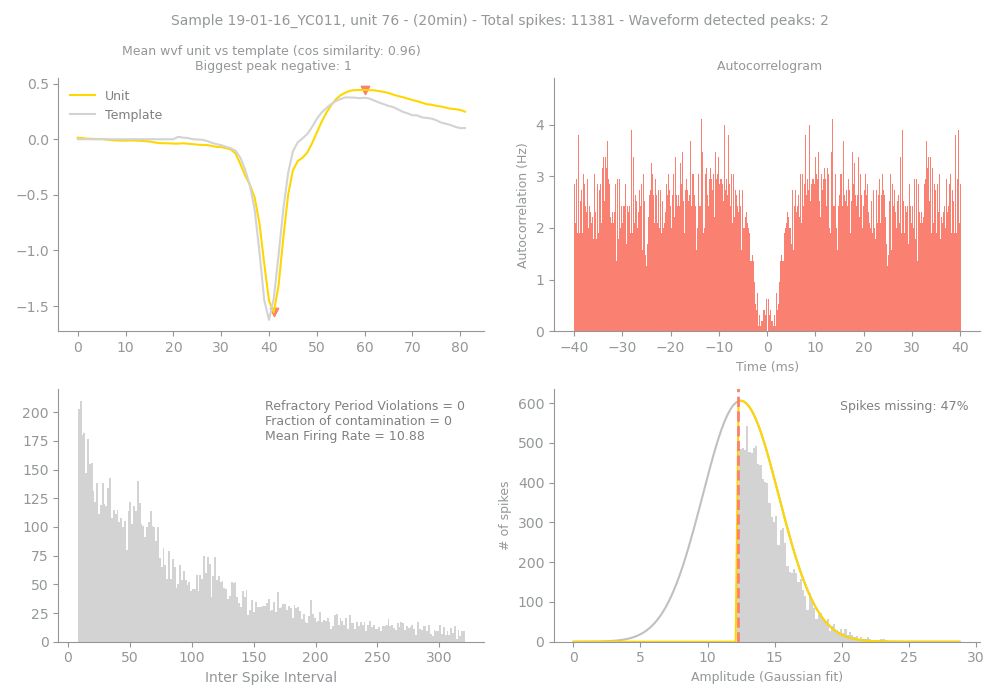 Sample 19-01-16_YC011, unit 76 - (20min) - Total spikes: 11381 - Waveform detected peaks: 2
Mean wvf unit vs template (cos similarity: 0.96)
Biggest peak negative: 1
Unit
Template
0.5
0.0
−0.5
−1.0
−1.5
0 10 20 30 40 50 60 70 80
Autocorrelogram
Autocorrelation (Hz)
4
3
2
1
0
−40 −30 −20 −10 0 10 20 30 40
Time (ms)
Refractory Period Violations = 0
Fraction of contamination = 0
Mean Firing Rate = 10.88
200
175
150
125
100
75
50
25
0
0 50 100 150 200 250 300
Inter Spike Interval
Spikes missing: 47%
# of spikes
600
500
400
300
200
100
0
0 5 10 15 20 25 30
Amplitude (Gaussian fit)